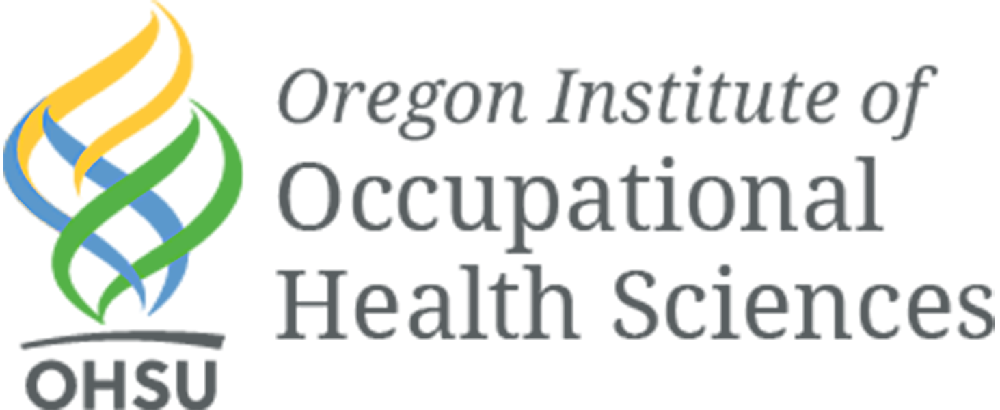 Oregon Institute of
Occupational
Health Sciences
OHSU